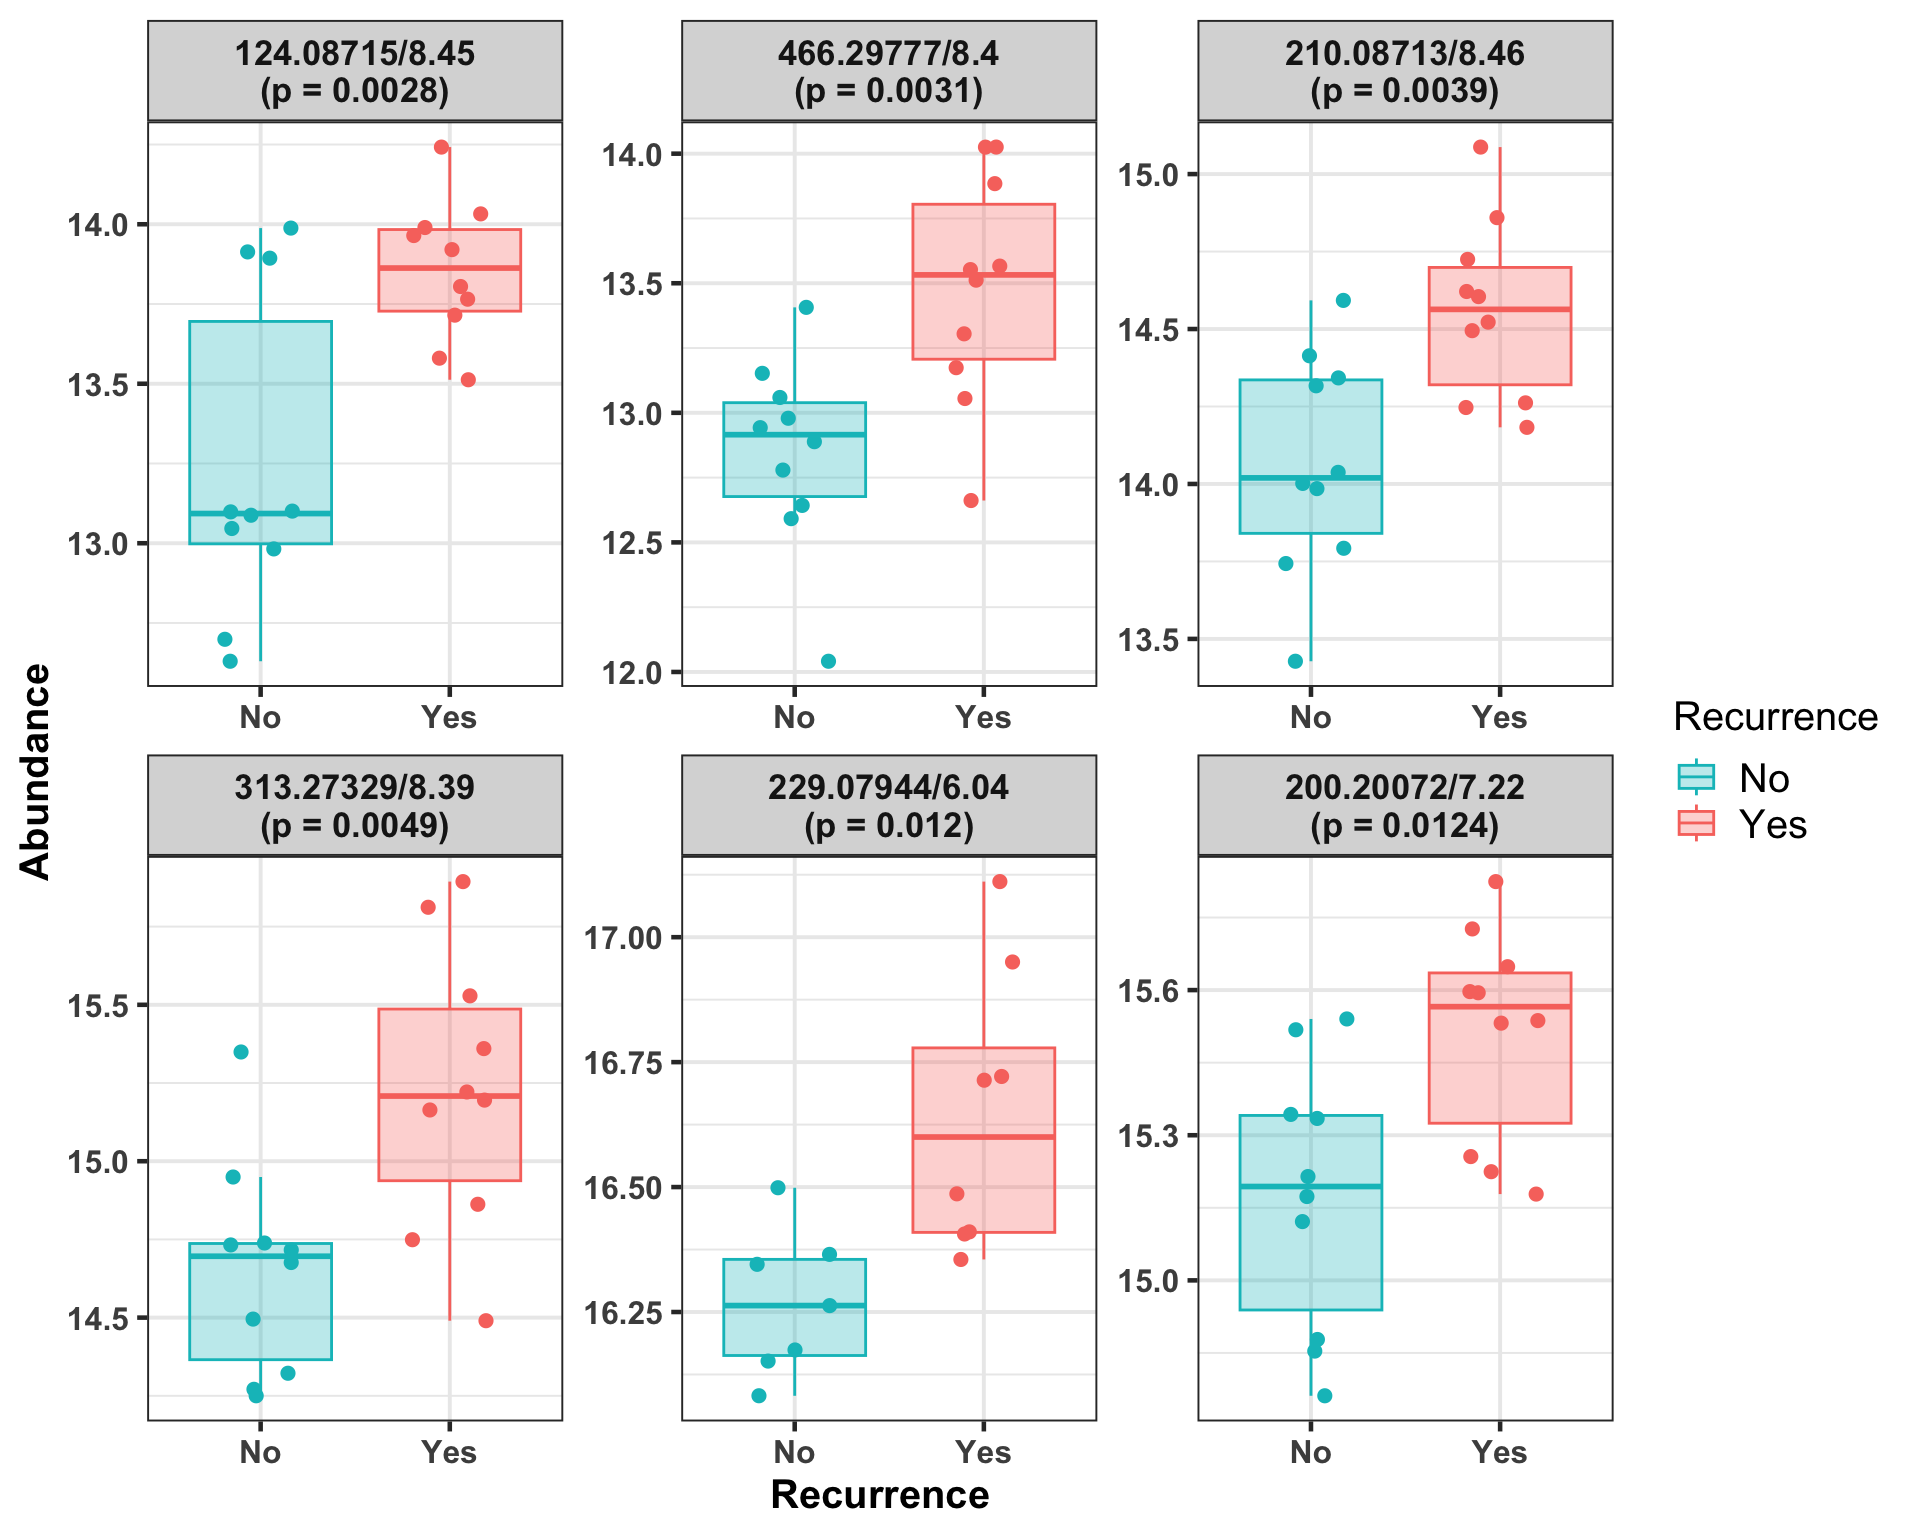 124.08715/8.45
(p = 0.0028)
466.29777/8.4
(p = 0.0031)
210.08713/8.46
(p = 0.0039)
14.0
13.5
13.0
14.0
13.5
13.0
12.5
12.0
15.0
14.5
14.0
13.5
No
Yes
No
Yes
No
Yes
313.27329/8.39
(p = 0.0049)
229.07944/6.04
(p = 0.012)
200.20072/7.22
(p = 0.0124)
15.5
15.0
14.5
17.00
16.75
16.50
16.25
15.6
15.3
15.0
No
Yes
No
Yes
No
Yes
Abundance
Recurrence
Recurrence
No
Yes